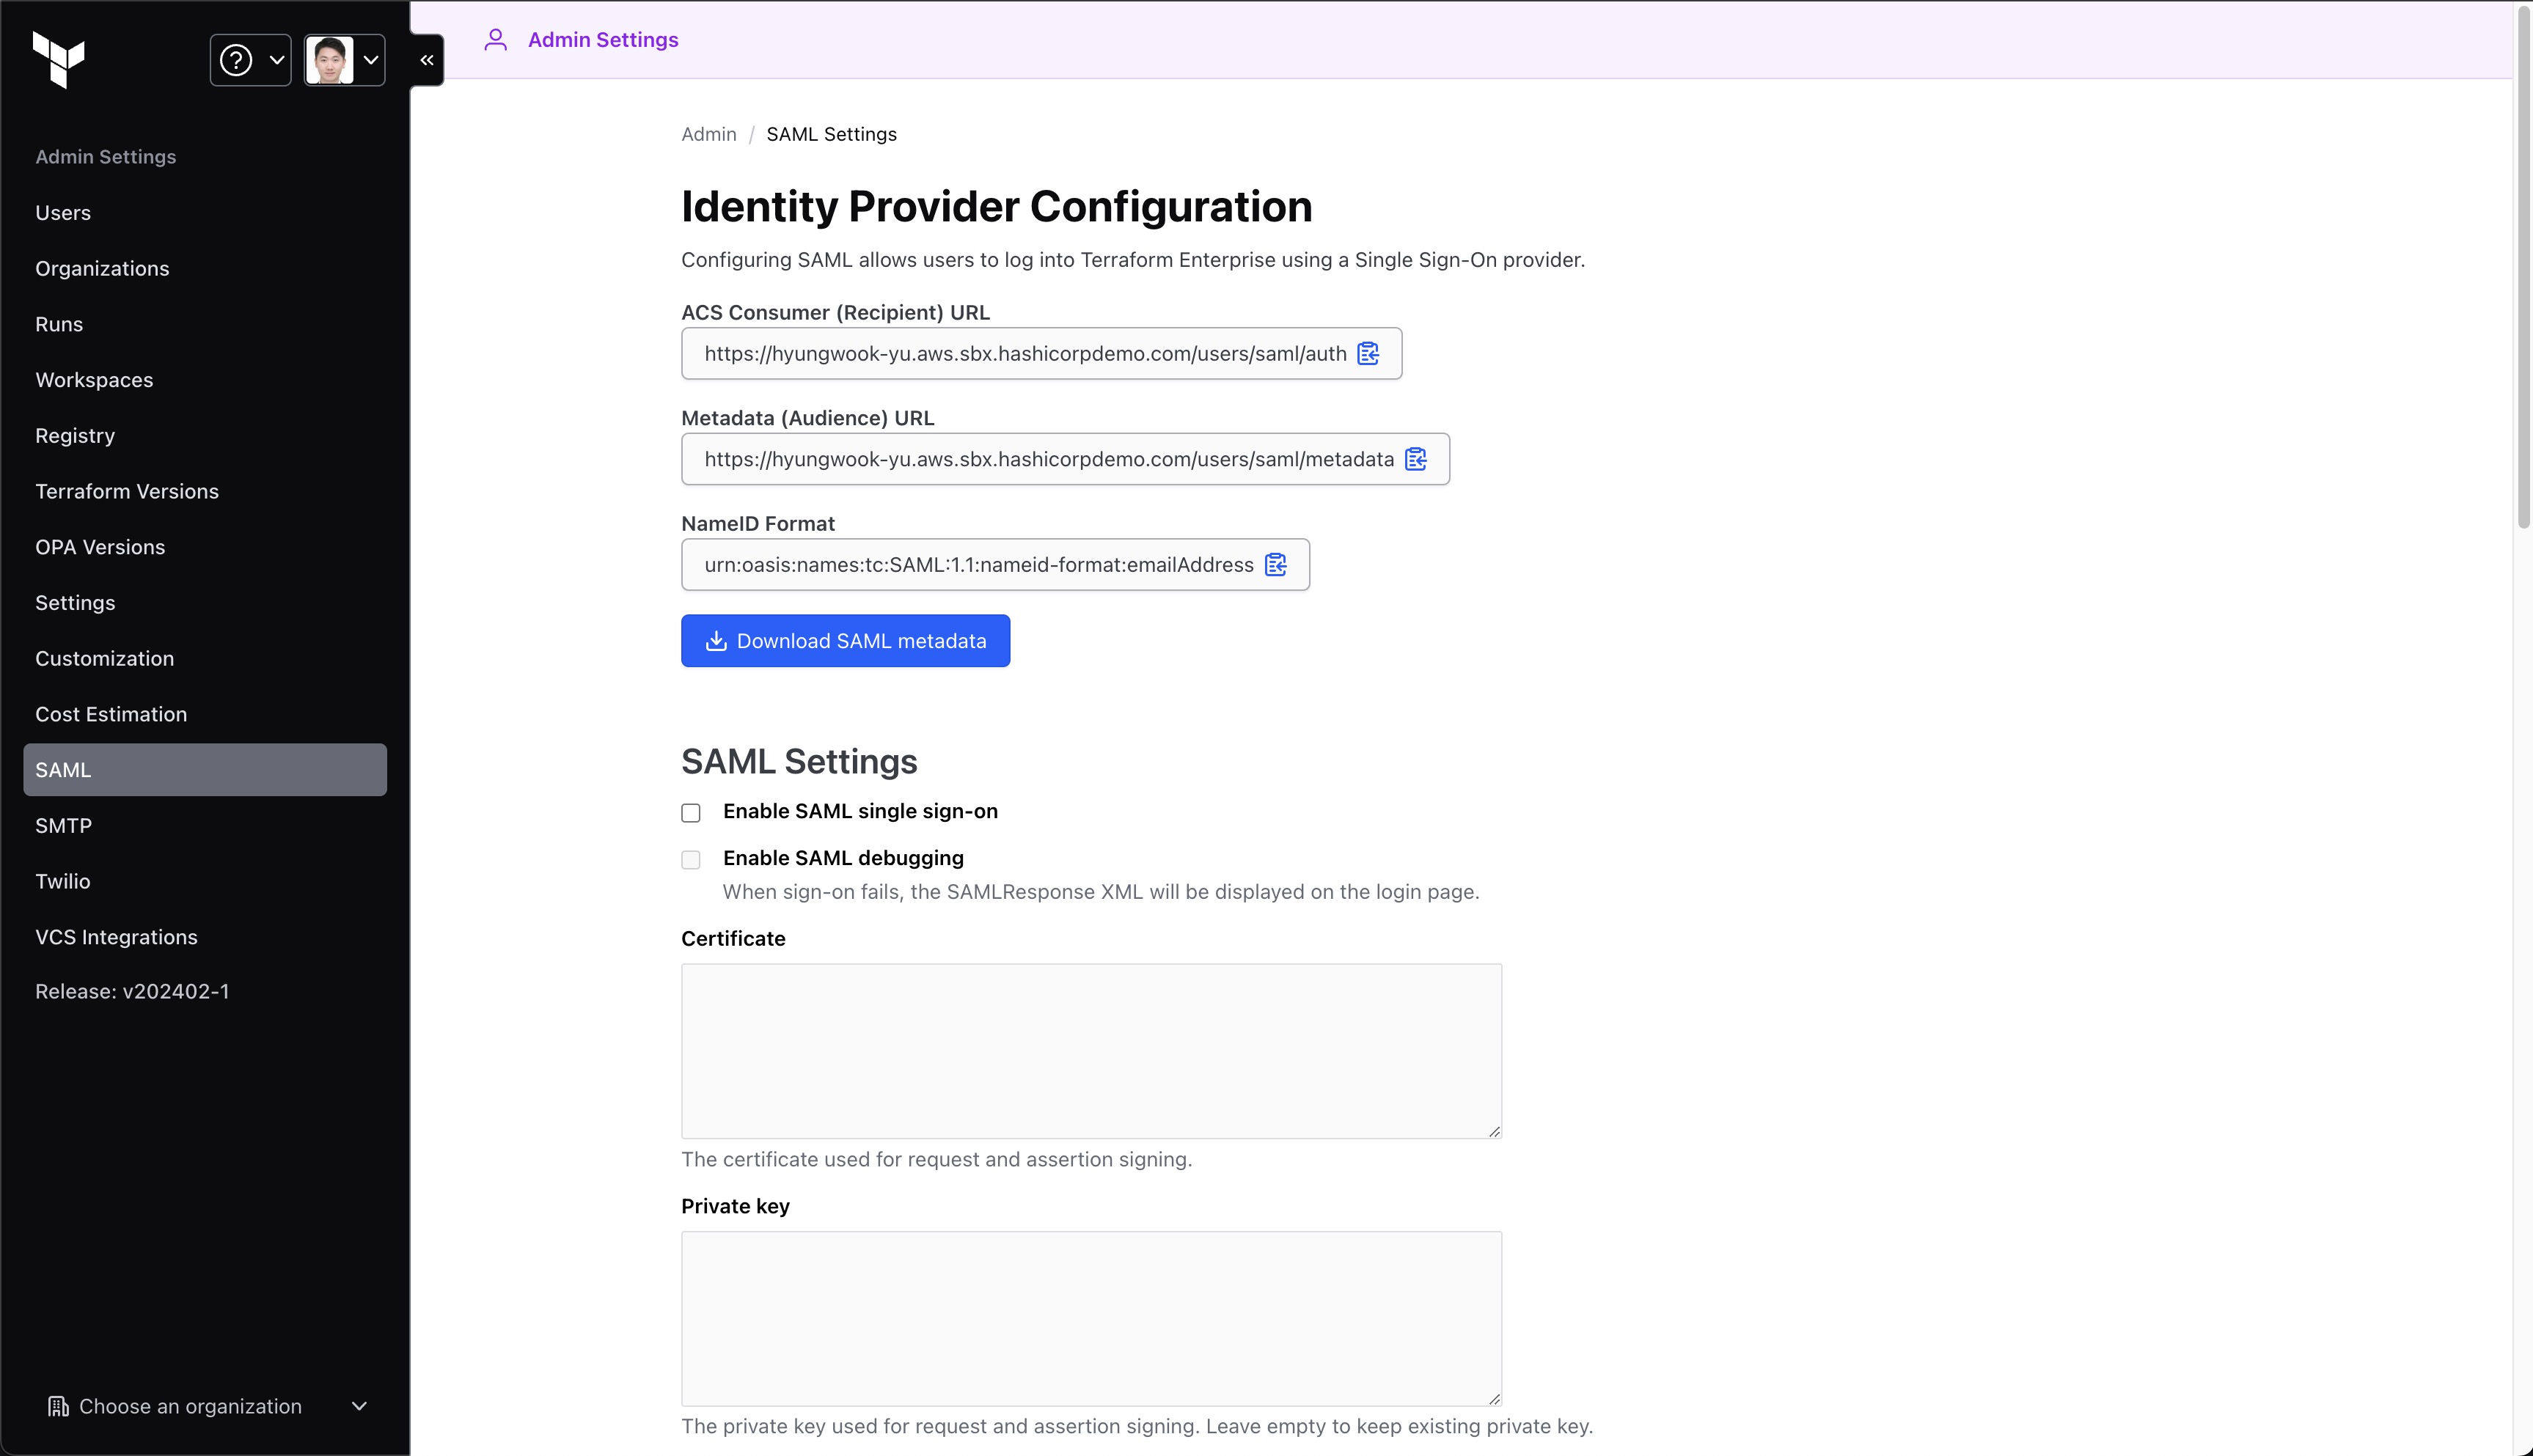 Admin Settings
Users
Organizations
Runs
Workspaces
Registry
Terraform Versions
OPA Versions
Settings
Customization
Cost Estimation
SAML
SMTP
Twilio
VCS Integrations
Release: v202402-1
Choose an organization
Admin Settings
Admin / SAML Settings
Identity Provider Configuration
Configuring SAML allows users to log into Terraform Enterprise using a Single Sign-On provider.
ACS Consumer (Recipient) URL
https://hyungwook-yu.aws.sbx.hashicorpdemo.com/users/saml/auth
Metadata (Audience) URL
https://hyungwook-yu.aws.sbx.hashicorpdemo.com/users/saml/metadata
NameID Format
urn:oasis:names:tc:SAML:1.1:nameid-format:emailAddress
Download SAML metadata
SAML Settings
Enable SAML single sign-on
Enable SAML debugging
When sign-on fails, the SAMLResponse XML will be displayed on the login page.
Certificate
The certificate used for request and assertion signing.
Private key
The private key used for request and assertion signing. Leave empty to keep existing private key.